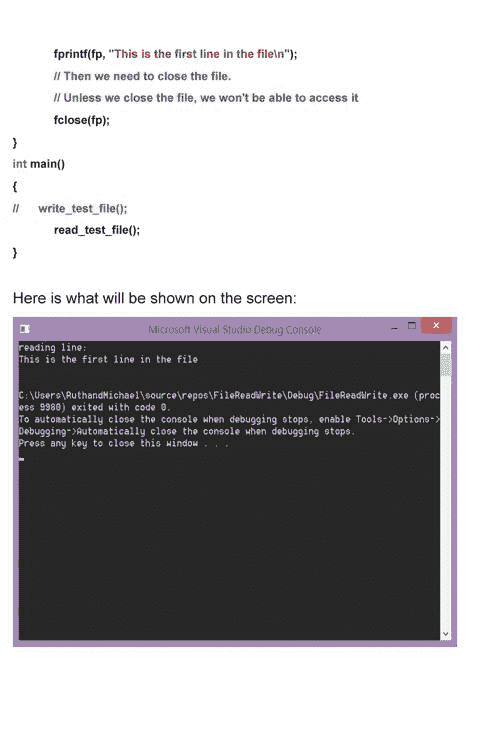 fprintf(fp, "This is the first line in the file\n");
// Then we need to close the file.
// Unless we close the file, we won't be able to access it
fclose(fp);
}
int main()
{
// write_test_file();
read_test_file();
}
Here is what will be shown on the screen:
Microsoft Visual Studio Debug Console
reading line:
This is the first line in the file
C:\Users\RuthandMichael\source\repos\FileReadWrite\Debug\FileReadWrite.exe (proc
ess 9980) exited with code 0.
To automatically close the console when debugging stops, enable Tools->Options->
Debugging->Automatically close the console when debugging stops.
Press any key to close this window . . .